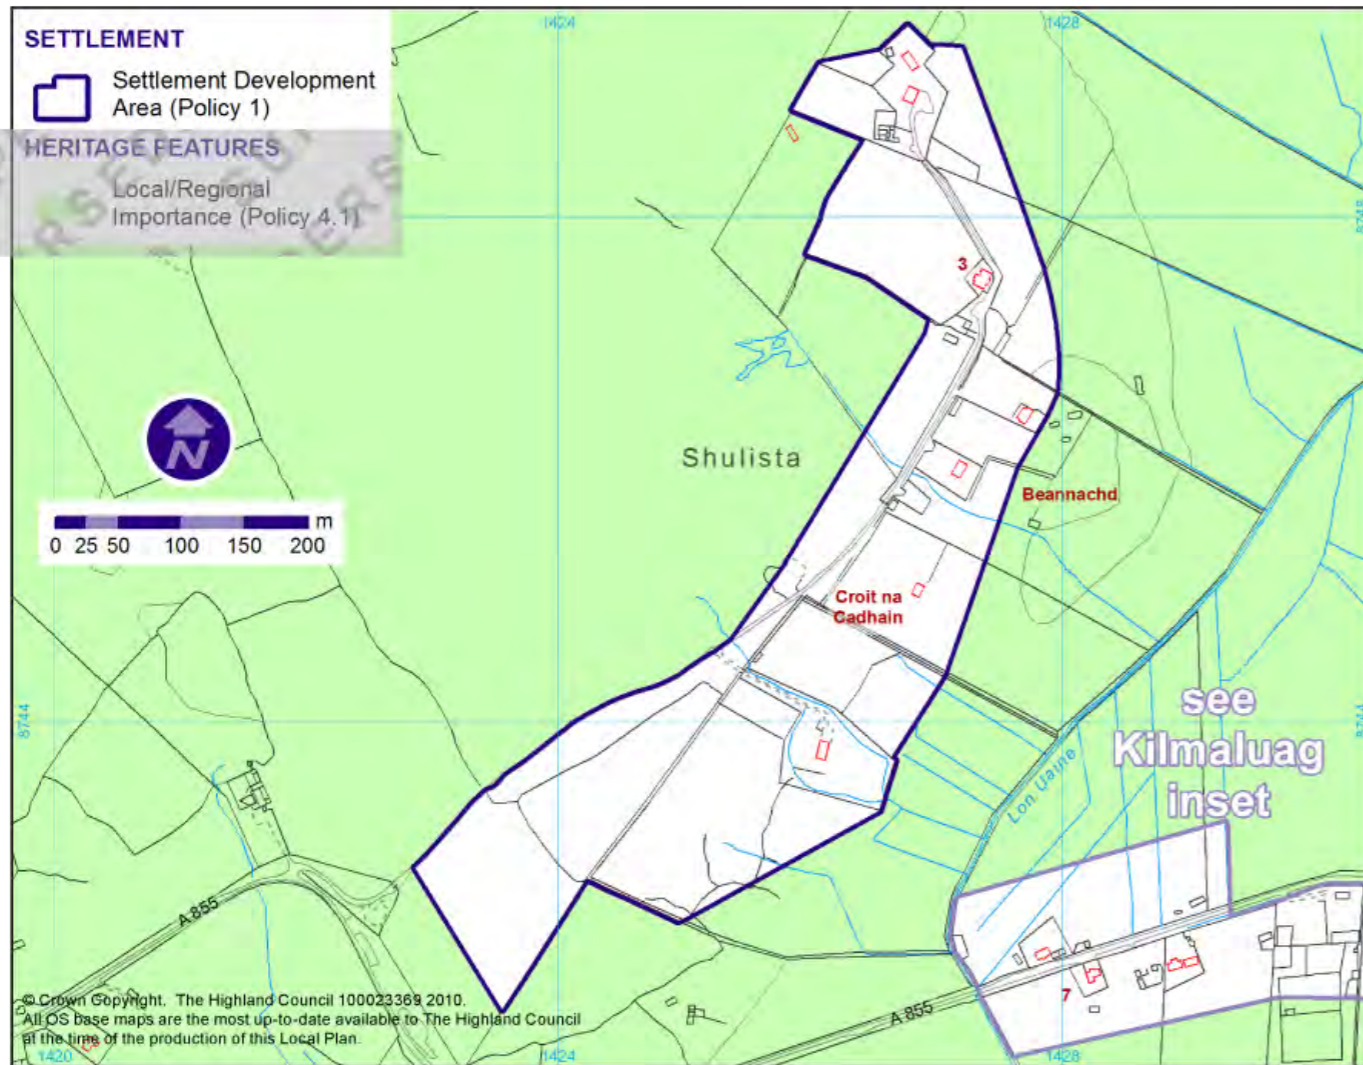 SETTLEMENT
Settlement Development
Area (Policy 1)
HERITAGE FEATURES
Local/Regional
Importance (Policy 4.1)
1424
1428
N
m
0 25 50 100 150 200
3
Shulista
Beannachd
Croit na
Cadhain
8744
see
Kilmaluag
inset
Lon Uaine
A 855
A 855
7
© Crown Copyright. The Highland Council 100023369 2010.
All OS base maps are the most up-to-date available to The Highland Council
at the time of the production of this Local Plan.
1420
1424
1428